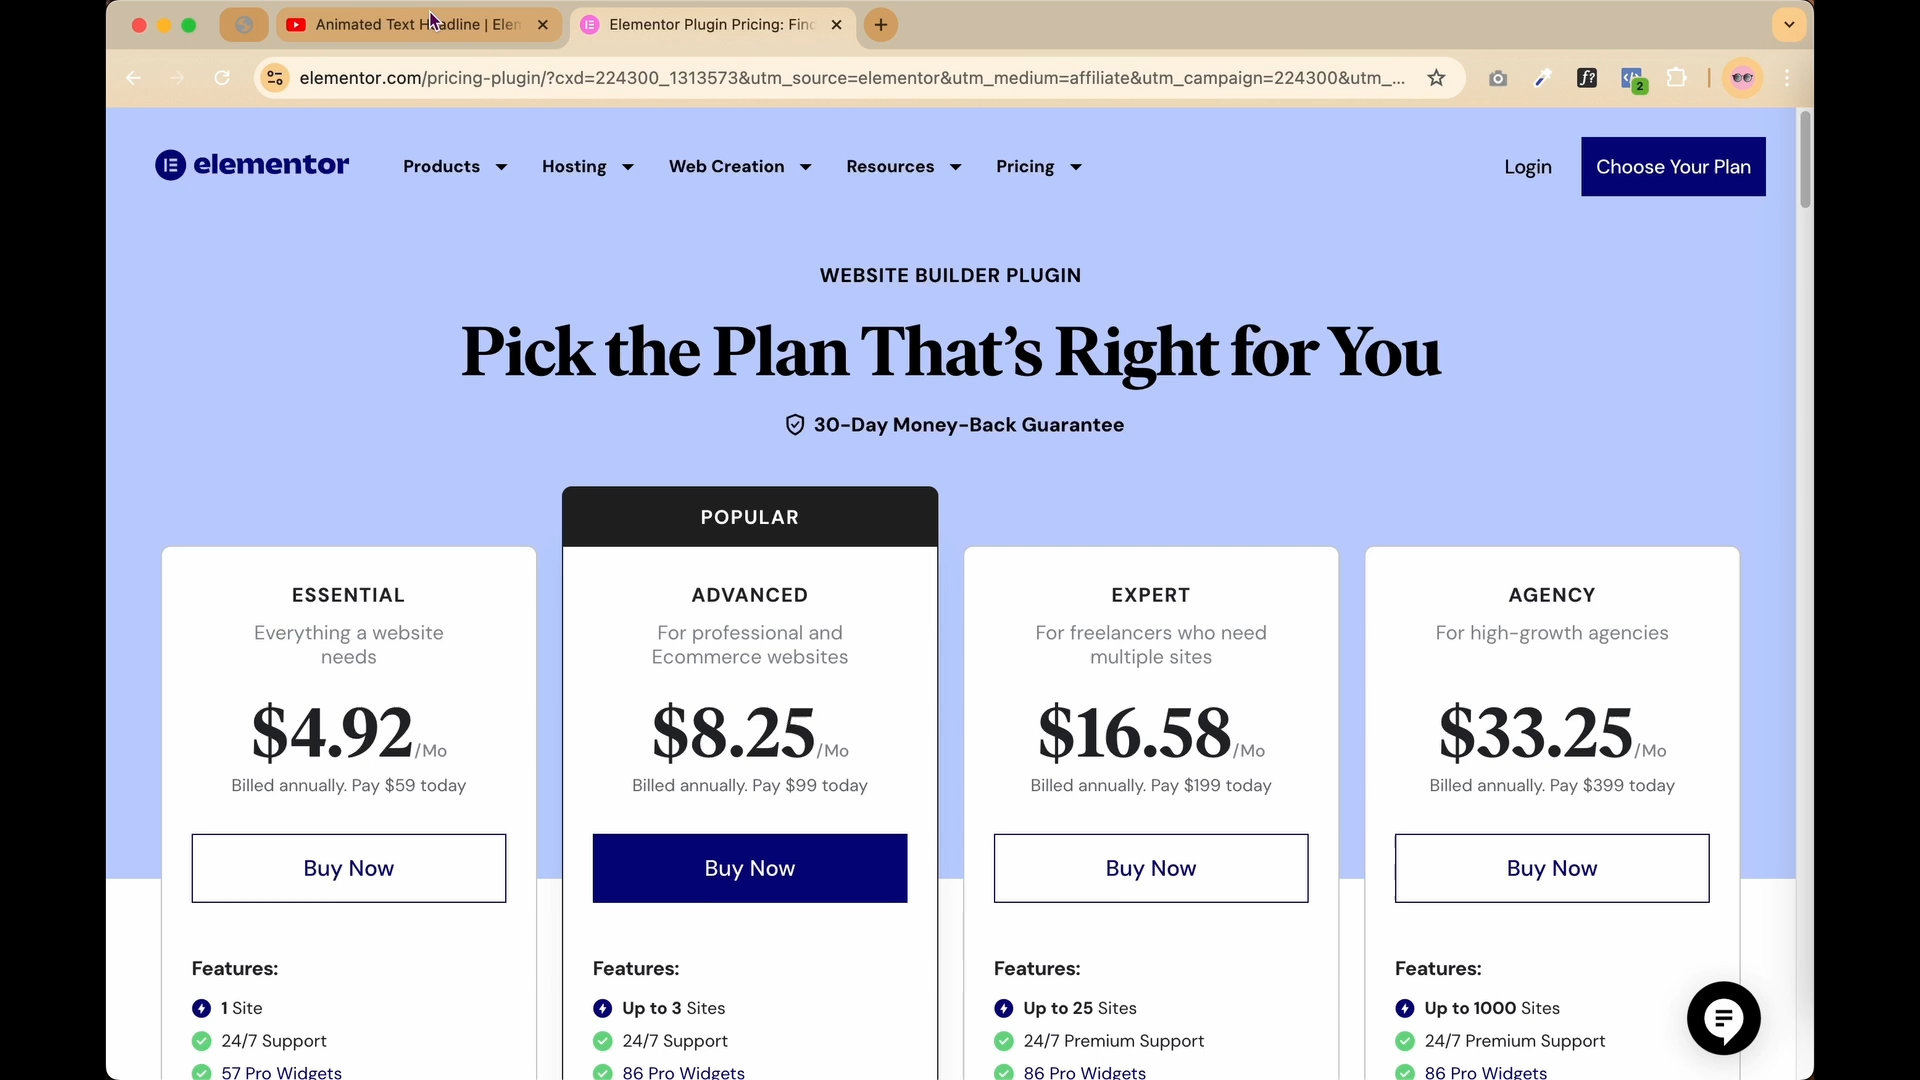 Animated Text Headline | Elem
Elementor Plugin Pricing: Find
elementor.com/pricing-plugin/?cxd=224300_1313573&utm_source=elementor&utm_medium=affiliate&utm_campaign=224300&utm_...
f?
2
elementor
Products
Hosting
Web Creation
Resources
Pricing
Login
Choose Your Plan
WEBSITE BUILDER PLUGIN
Pick the Plan That's Right for You
30-Day Money-Back Guarantee
POPULAR
ESSENTIAL
Everything a website
needs
$4.92/Mo
Billed annually. Pay $59 today
Buy Now
Features:
1 Site
24/7 Support
57 Pro Widgets
ADVANCED
For professional and
Ecommerce websites
$8.25/Mo
Billed annually. Pay $99 today
Buy Now
Features:
Up to 3 Sites
24/7 Support
86 Pro Widgets
EXPERT
For freelancers who need
multiple sites
$16.58/Mo
Billed annually. Pay $199 today
Buy Now
Features:
Up to 25 Sites
24/7 Premium Support
86 Pro Widgets
AGENCY
For high-growth agencies
$33.25/Mo
Billed annually. Pay $399 today
Buy Now
Features:
Up to 1000 Sites
24/7 Premium Support
86 Pro Widgets